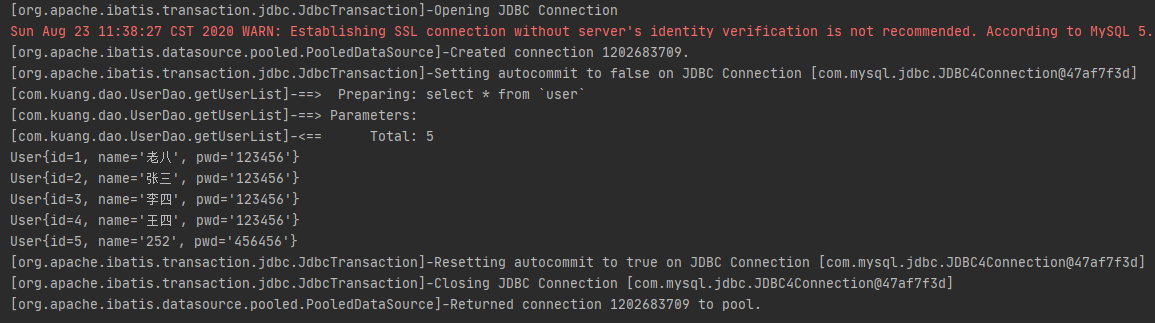 [org.apache.ibatis.transaction.jdbc.JdbcTransaction]-Opening JDBC Connection
Sun Aug 23 11:38:27 CST 2020 WARN: Establishing SSL connection without server's identity verification is not recommended. According to MySQL 5.
[org.apache.ibatis.datasource.pooled.PooledDataSource]-Created connection 1202683709.
[org.apache.ibatis.transaction.jdbc.JdbcTransaction]-Setting autocommit to false on JDBC Connection [com.mysql.jdbc.JDBC4Connection@47af7f3d]
[com.kuang.dao.UserDao.getUserList]-==>  Preparing: select * from `user`
[com.kuang.dao.UserDao.getUserList]-==> Parameters:
[com.kuang.dao.UserDao.getUserList]-<==      Total: 5
User{id=1, name='老八', pwd='123456'}
User{id=2, name='张三', pwd='123456'}
User{id=3, name='李四', pwd='123456'}
User{id=4, name='王四', pwd='123456'}
User{id=5, name='252', pwd='456456'}
[org.apache.ibatis.transaction.jdbc.JdbcTransaction]-Resetting autocommit to true on JDBC Connection [com.mysql.jdbc.JDBC4Connection@47af7f3d]
[org.apache.ibatis.transaction.jdbc.JdbcTransaction]-Closing JDBC Connection [com.mysql.jdbc.JDBC4Connection@47af7f3d]
[org.apache.ibatis.datasource.pooled.PooledDataSource]-Returned connection 1202683709 to pool.